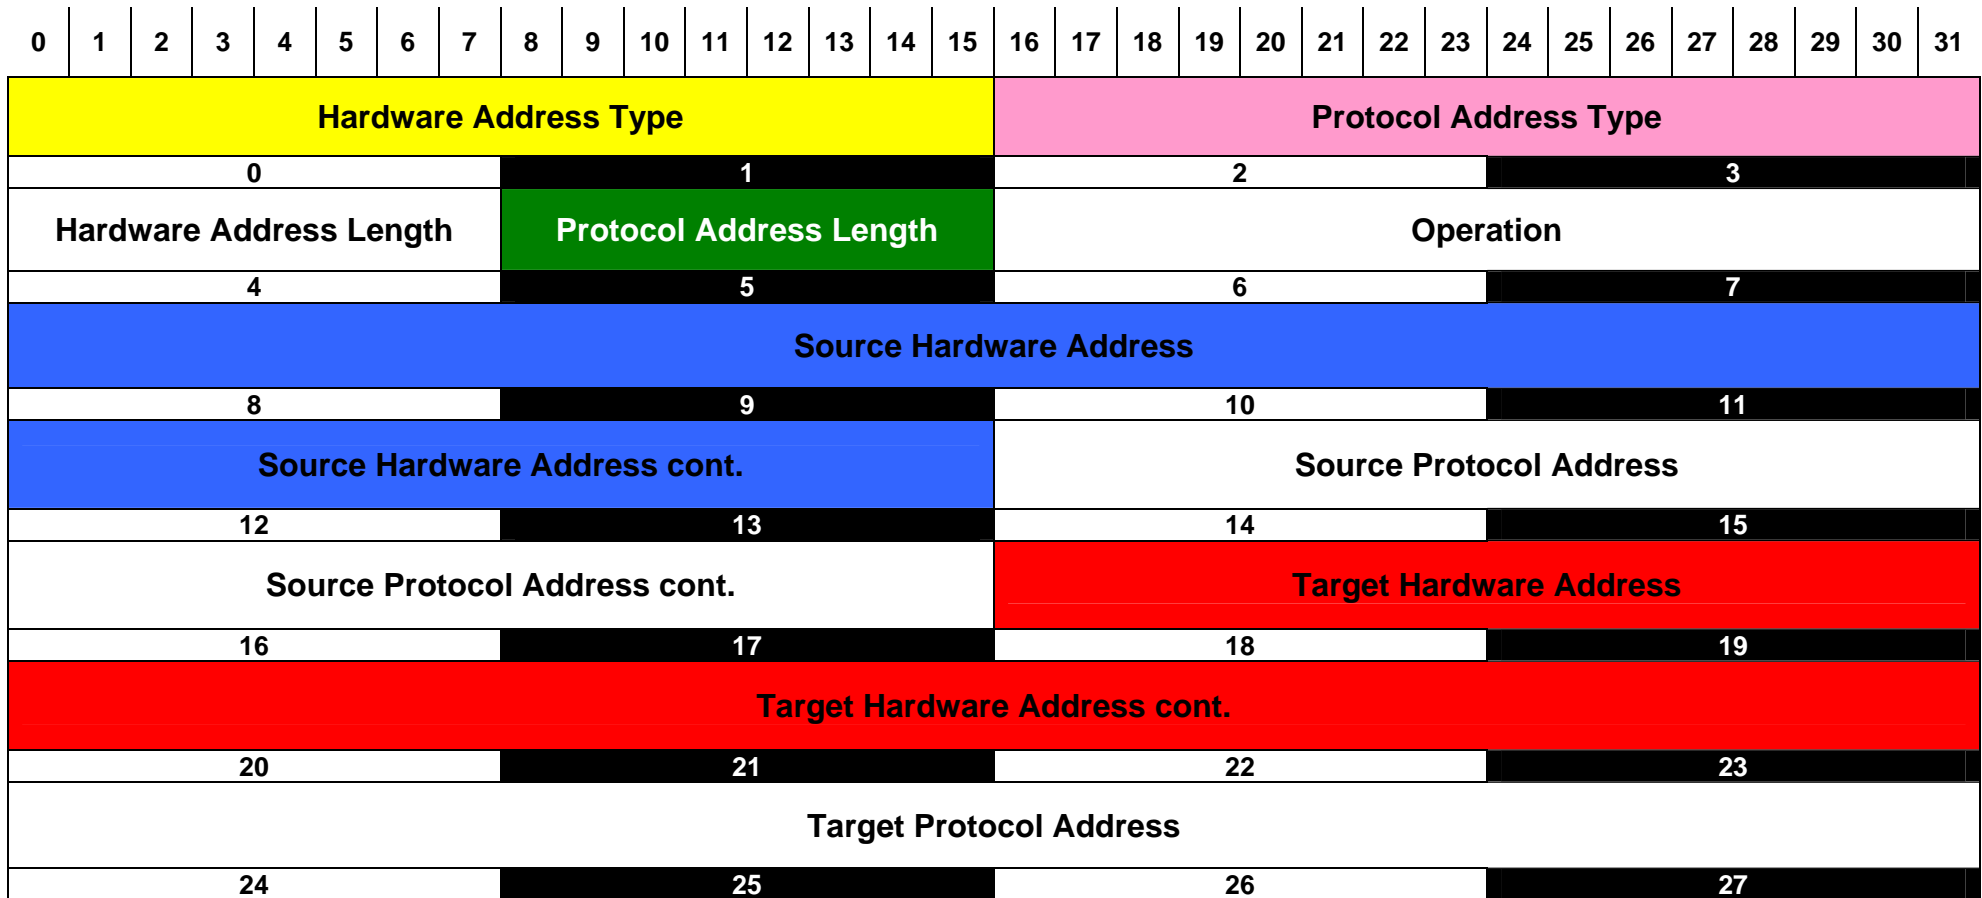 0 1 2 3 4 5 6 7 8 9 10 11 12 13 14 15 16 17 18 19 20 21 22 23 24 25 26 27 28 29 30 31
Hardware Address Type Protocol Address Type
0 1 2 3
Hardware Address Length Protocol Address Length Operation
4 5 6 7
Source Hardware Address
8 9 10 11
Source Hardware Address cont. Source Protocol Address
12 13 14 15
Source Protocol Address cont. Target Hardware Address
16 17 18 19
Target Hardware Address cont.
20 21 22 23
Target Protocol Address
24 25 26 27